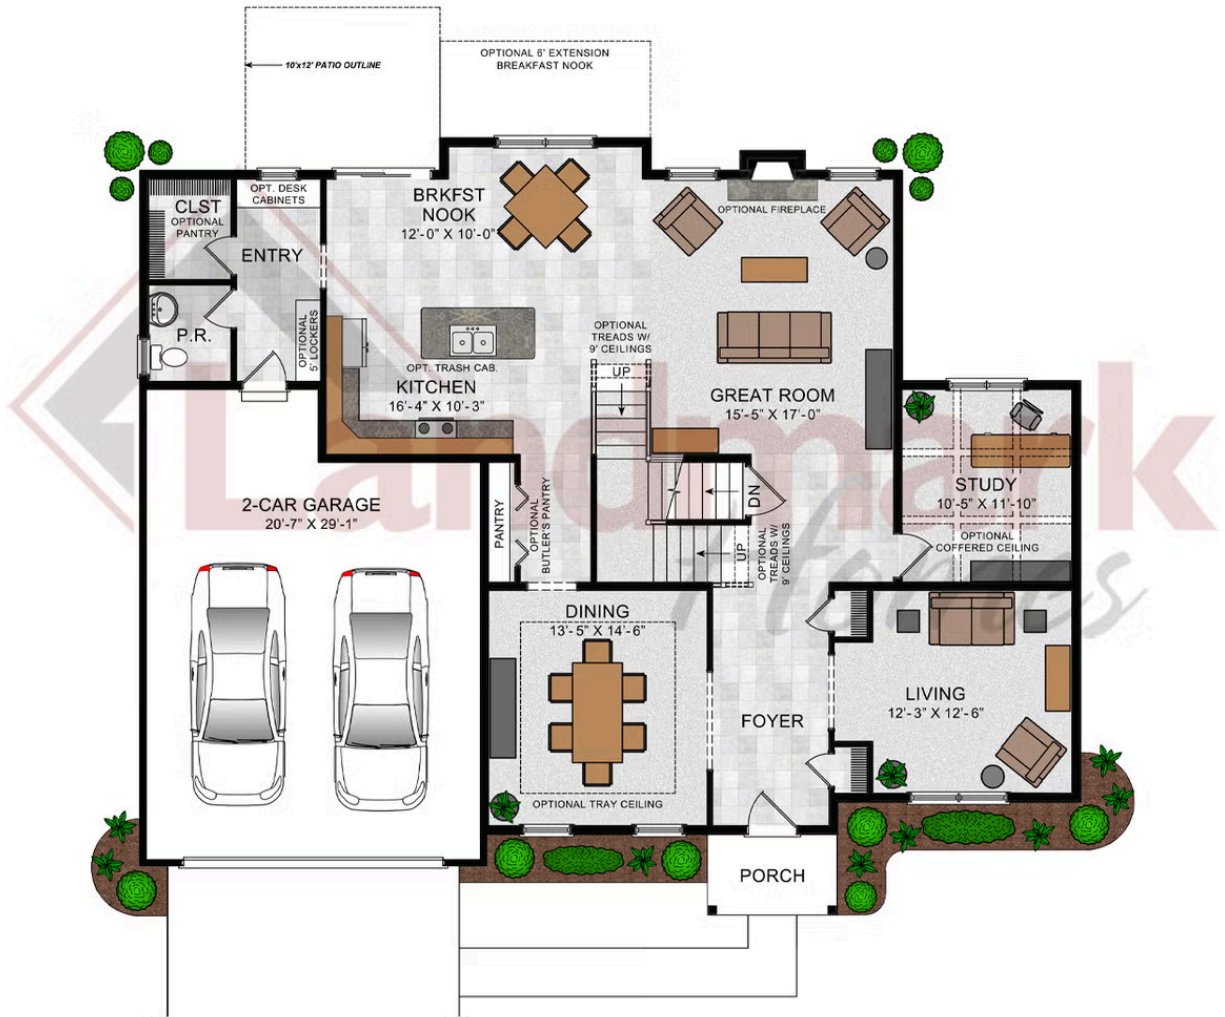 10'x12' PATIO OUTLINE
OPTIONAL 6' EXTENSION
BREAKFAST NOOK
OPT. DESK
CABINETS
CLST
OPTIONAL
PANTRY
ENTRY
P.R.
OPTIONAL
5' LOCKERS
BRKFST
NOOK
12'-0" X 10'-0"
OPTIONAL FIREPLACE
OPT. TRASH CAB.
KITCHEN
16'-4" X 10'-3"
OPTIONAL
TREADS W/
9' CEILINGS
UP
GREAT ROOM
15'-5" X 17'-0"
Landmark
Homes
2-CAR GARAGE
20'-7" X 29'-1"
PANTRY
OPTIONAL
BUTLER'S PANTRY
DN
UP
OPTIONAL
TREADS W/
9' CEILINGS
STUDY
10'-5" X 11'-10"
OPTIONAL
COFFERED CEILING
DINING
13'-5" X 14'-6"
OPTIONAL TRAY CEILING
FOYER
LIVING
12'-3" X 12'-6"
PORCH